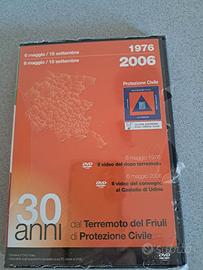 6 maggio / 15 settembre
1976
6 maggio / 15 settembre
2006
Protezione Civile
6 maggio 1976
Il video del dopo terremoto
6 maggio 2006
Il video del convegno
al Castello di Udine
30
anni
dal Terremoto del Friuli
di Protezione Civile
subito